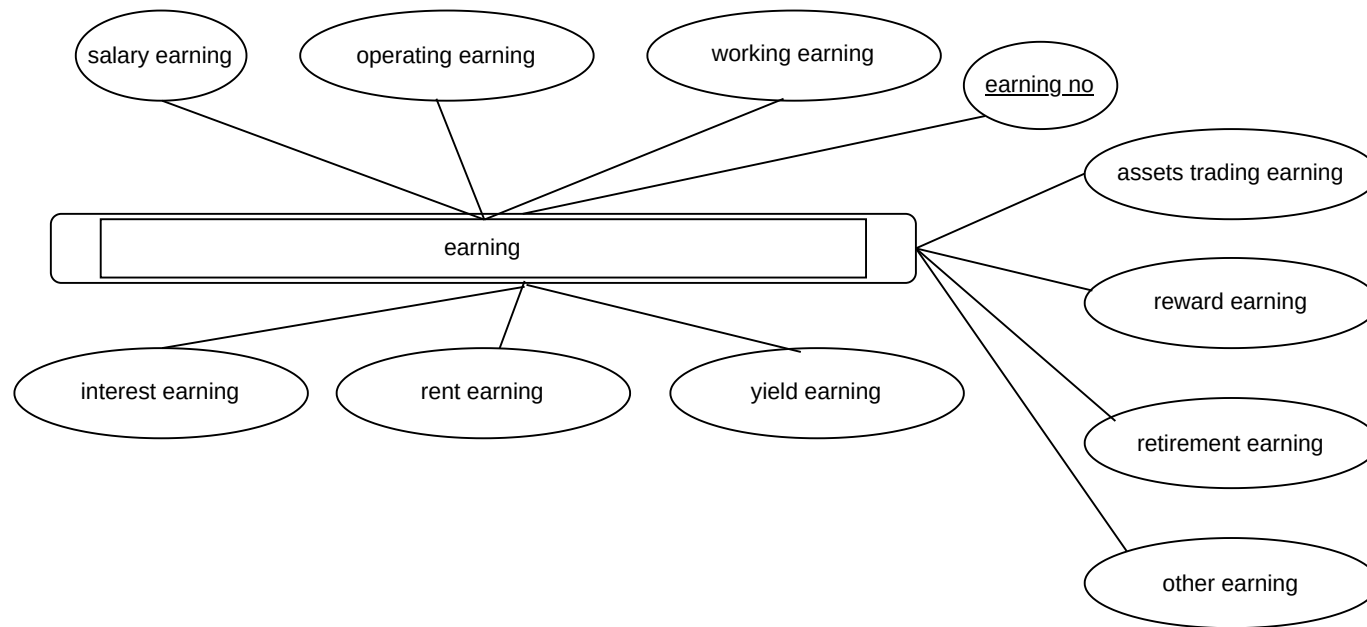 salary earning
operating earning
working earning
earning no
assets trading earning
earning
reward earning
interest earning
rent earning
yield earning
retirement earning
other earning